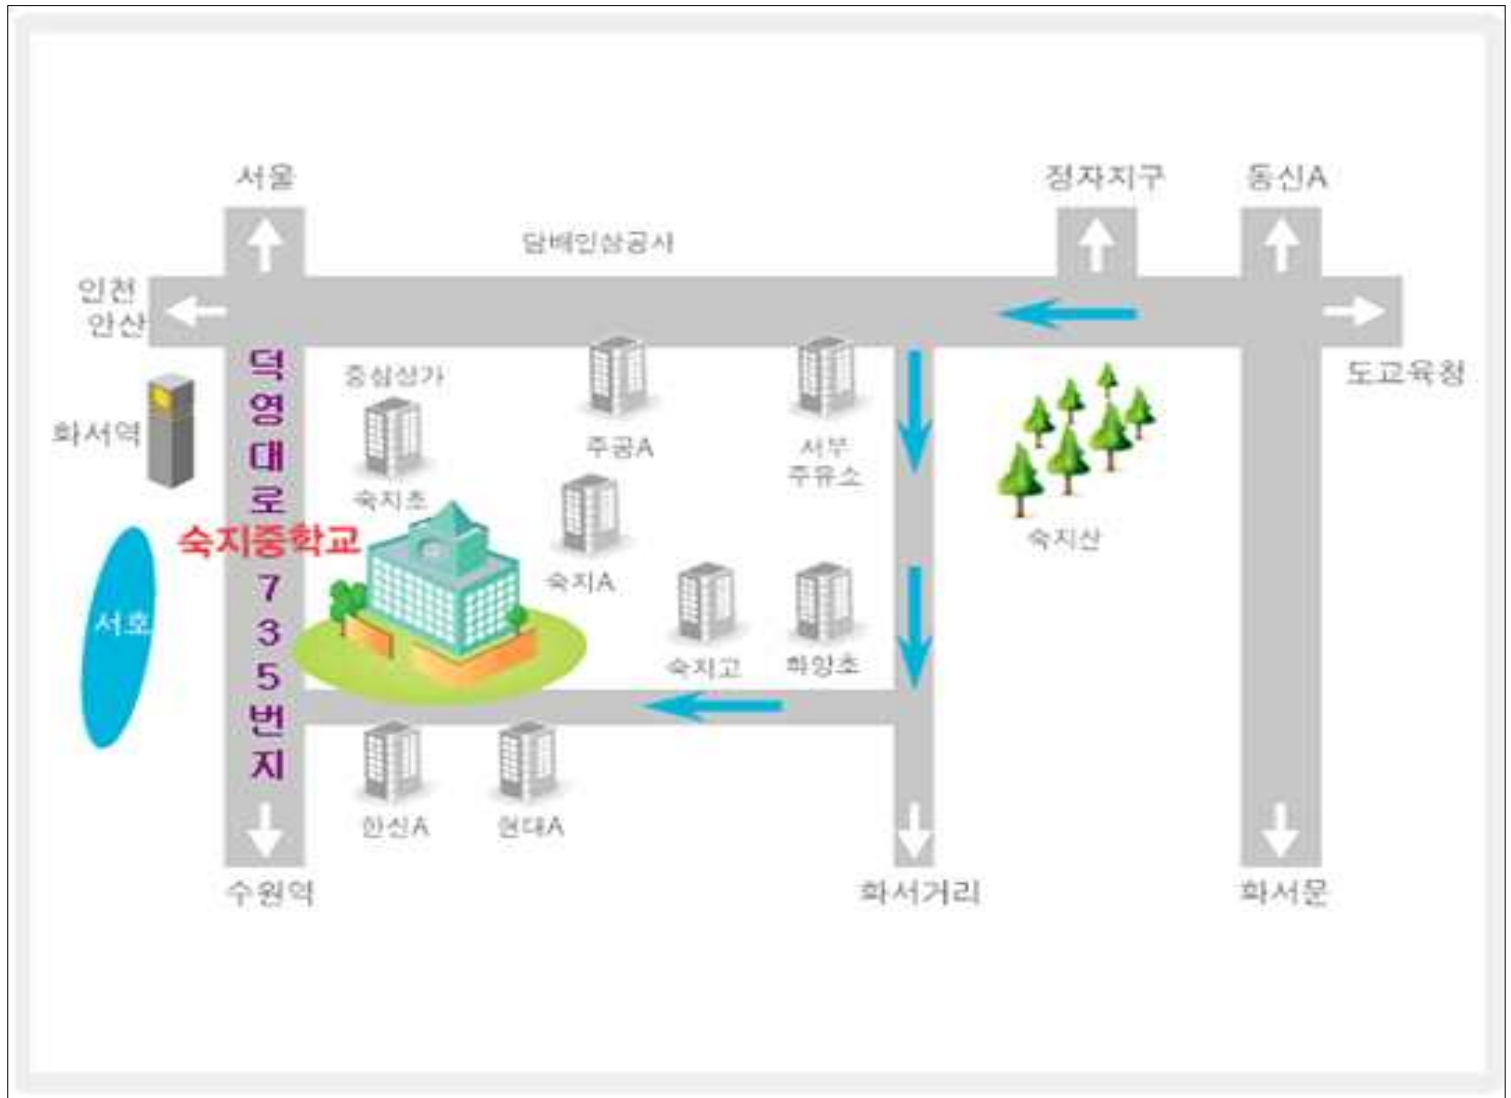 서울
정자지구
동신A
담배인삼공사
인천
안산
도교육청
중심상가
화서역
주공A
서부
주유소
숙지초
숙지산
숙지중학교
숙지A
서호
숙지고
화양초
덕영대로
735번지
한신A
현대A
수원역
화서거리
화서문